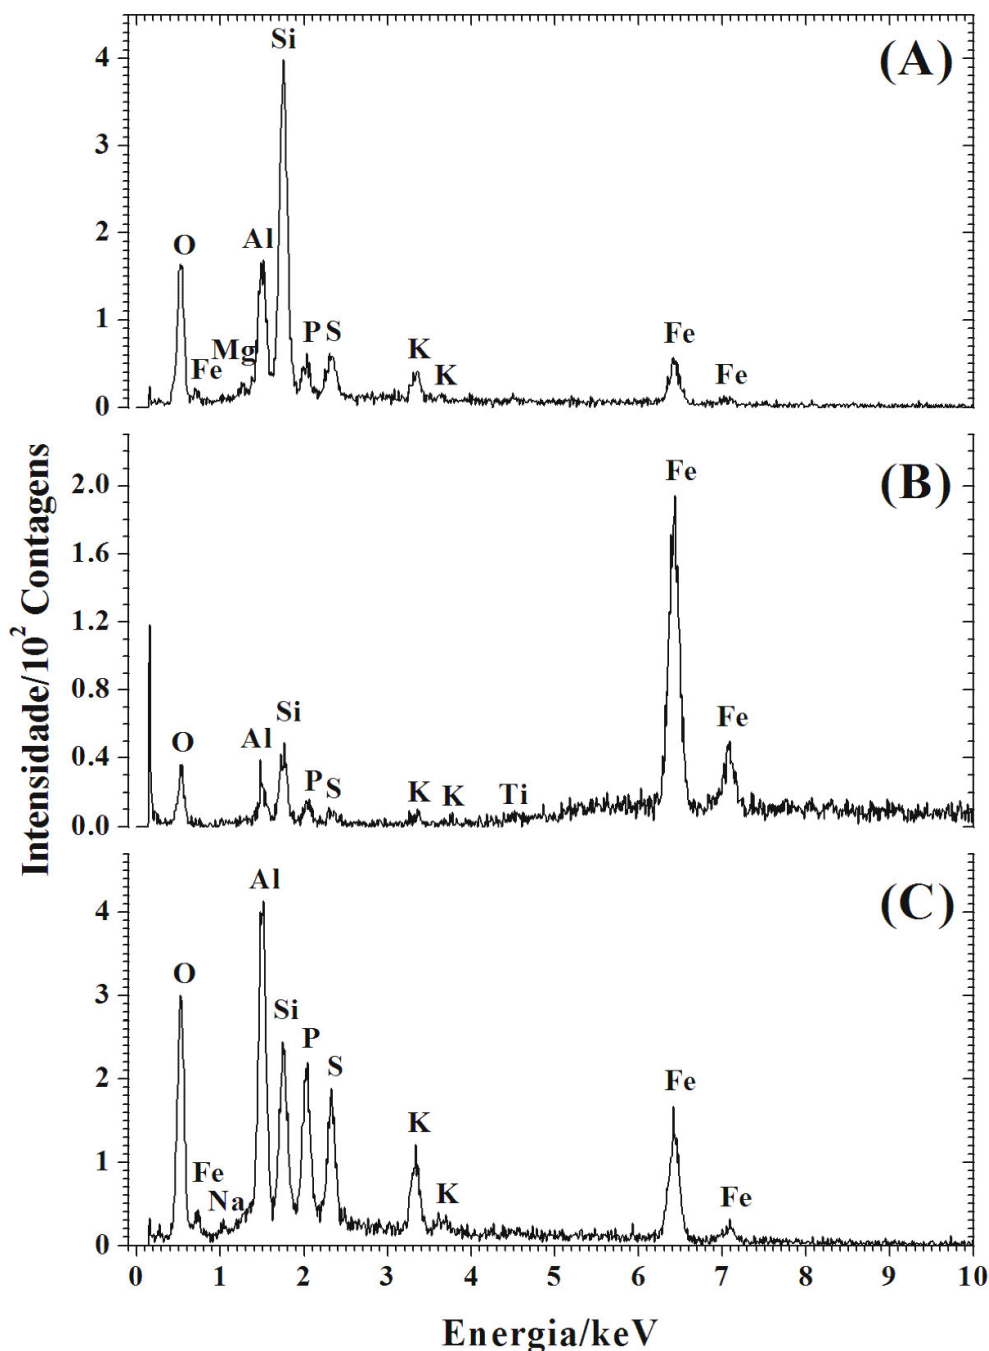 (A)
Si
4
3
2
O
Al
1
P S
Mg
K
Fe
Fe
K
Fe
0
(B)
Fe
2.0
1.6
1.2
0.8
Si
Fe
O
Al
0.4
P S
K K Ti
0.0
(C)
Al
4
O
3
Si
P
S
2
Fe
K
1
Fe
Na
K
Fe
0
0 1 2 3 4 5 6 7 8 9 10
Energia/keV
Intensidade/10² Contagens